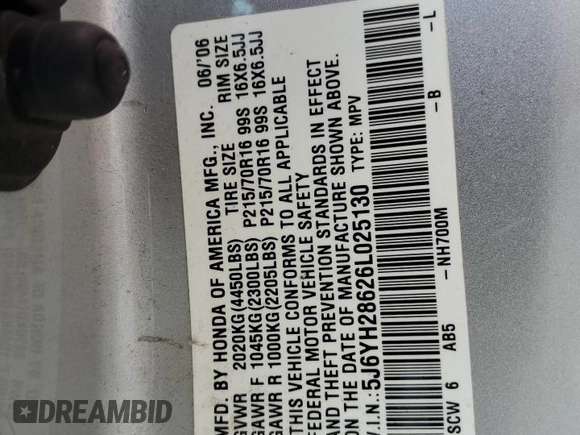 MFD. BY HONDA OF AMERICA MFG., INC. 06/'06
GVWR 2020KG(4450LBS) TIRE SIZE RIM SIZE
GAWR F 1045KG(2300LBS) P215/70R16 99S 16X6.5JJ
GAWR R 1000KG(2205LBS) P215/70R16 99S 16X6.5JJ
THIS VEHICLE CONFORMS TO ALL APPLICABLE
FEDERAL MOTOR VEHICLE SAFETY
AND THEFT PREVENTION STANDARDS IN EFFECT
ON THE DATE OF MANUFACTURE SHOWN ABOVE.
V.I.N.:5J6YH28626L025130 TYPE: MPV
SCW 6 AB5 -NH700M -B -L
DREAMBID